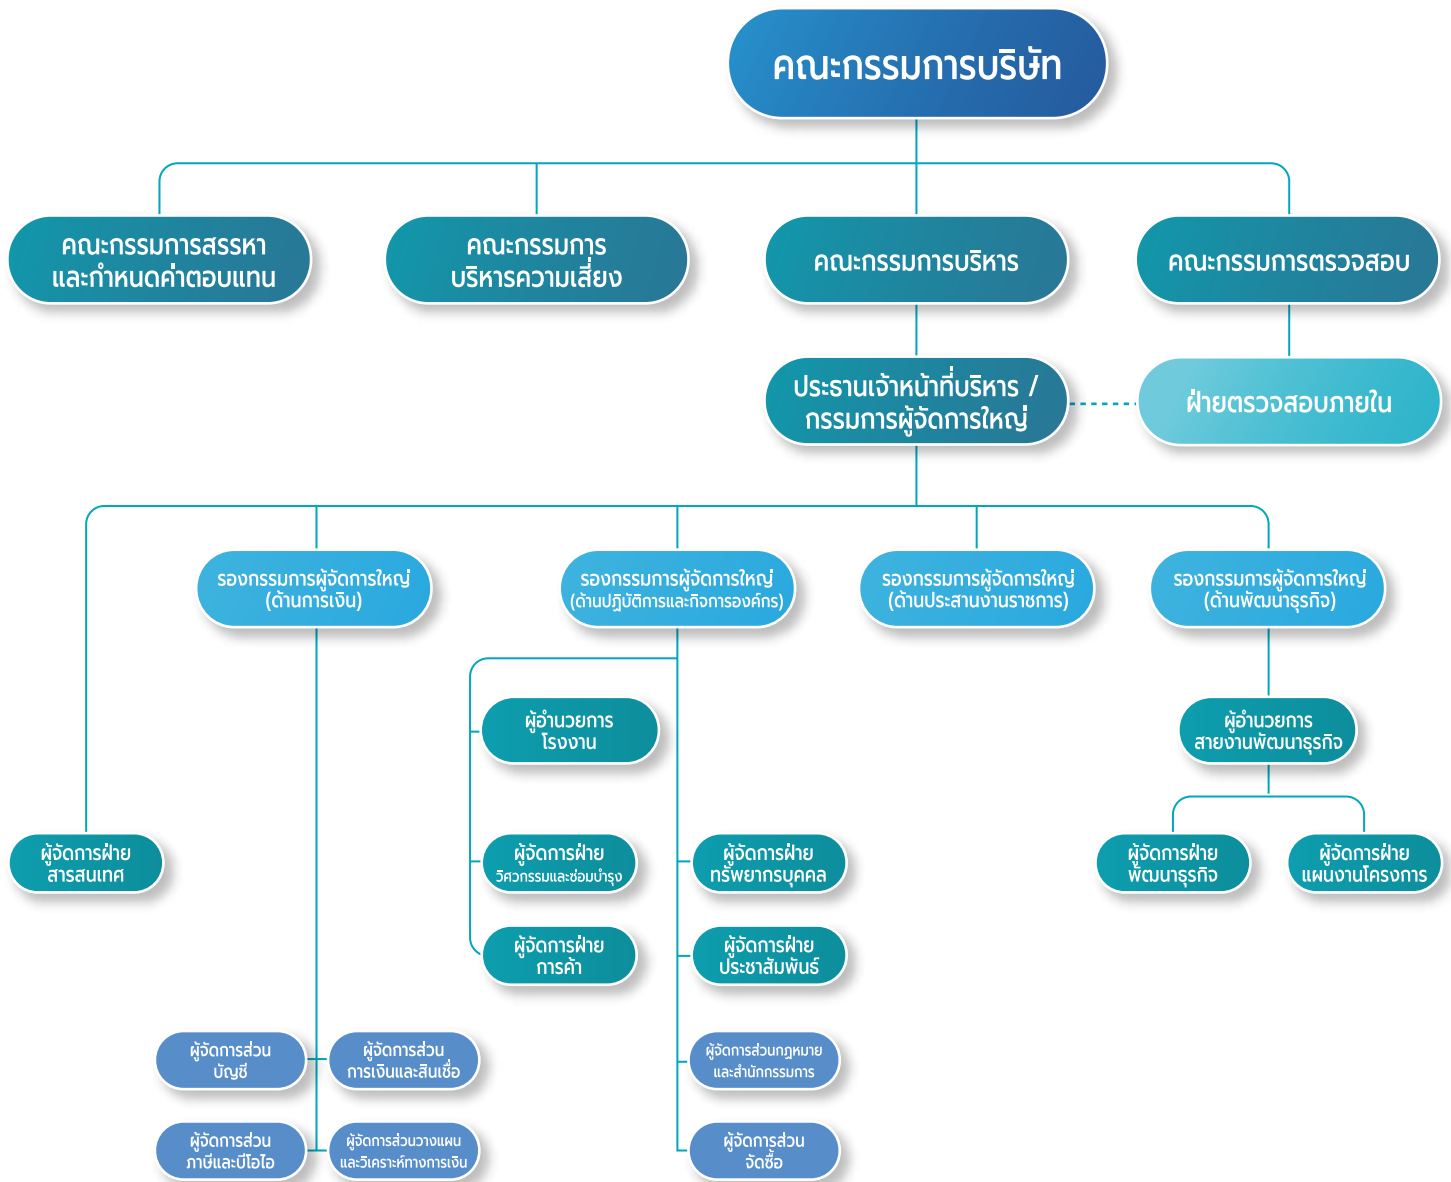 คณะกรรมการบริษัท
คณะกรรมการสรรหา
และกำหนดค่าตอบแทน
คณะกรรมการ
บริหารความเสี่ยง
คณะกรรมการบริหาร
คณะกรรมการตรวจสอบ
ประธานเจ้าหน้าที่บริหาร /
กรรมการผู้จัดการใหญ่
ฝ่ายตรวจสอบภายใน
รองกรรมการผู้จัดการใหญ่
(ด้านการเงิน)
รองกรรมการผู้จัดการใหญ่
(ด้านปฏิบัติการและกิจการองค์กร)
รองกรรมการผู้จัดการใหญ่
(ด้านประสานงานราชการ)
รองกรรมการผู้จัดการใหญ่
(ด้านพัฒนาธุรกิจ)
ผู้อำนวยการ
โรงงาน
ผู้อำนวยการ
สายงานพัฒนาธุรกิจ
ผู้จัดการฝ่าย
สารสนเทศ
ผู้จัดการฝ่าย
วิศวกรรมและซ่อมบำรุง
ผู้จัดการฝ่าย
ทรัพยากรบุคคล
ผู้จัดการฝ่าย
พัฒนาธุรกิจ
ผู้จัดการฝ่าย
แผนงานโครงการ
ผู้จัดการฝ่าย
การค้า
ผู้จัดการฝ่าย
ประชาสัมพันธ์
ผู้จัดการส่วน
บัญชี
ผู้จัดการส่วน
การเงินและสินเชื่อ
ผู้จัดการส่วนกฎหมาย
และสำนักกรรมการ
ผู้จัดการส่วน
ภาษีและบีโอไอ
ผู้จัดการส่วนวางแผน
และวิเคราะห์ทางการเงิน
ผู้จัดการส่วน
จัดซื้อ